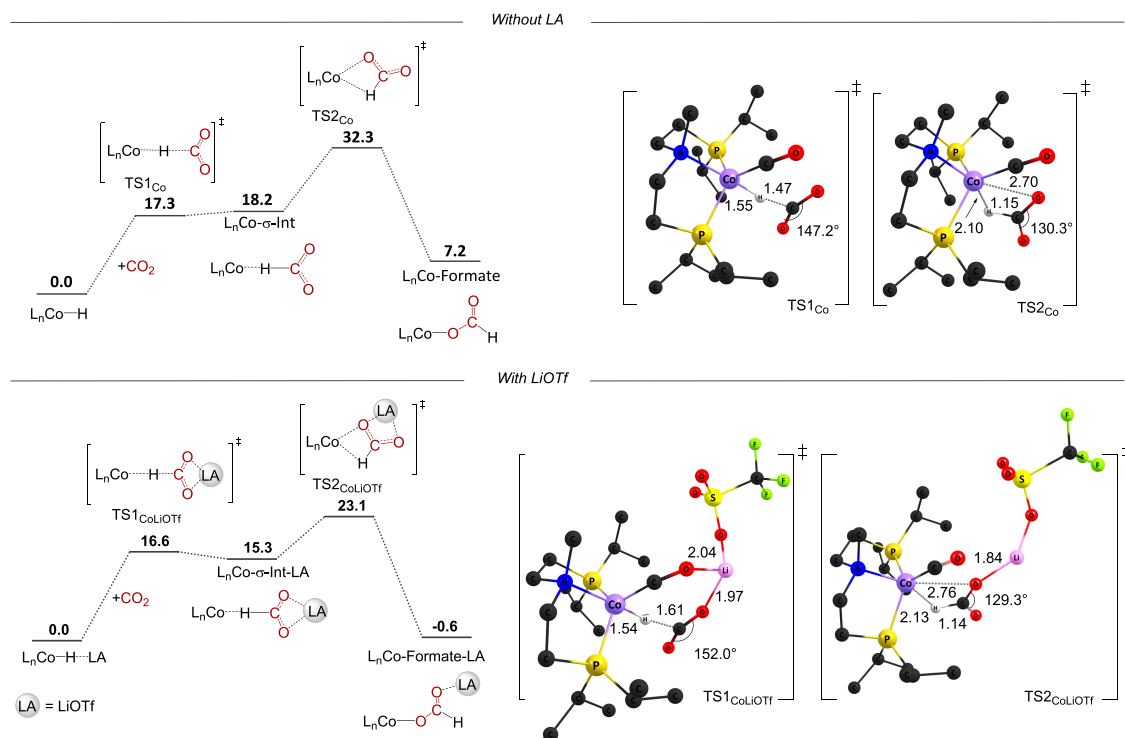 Without LA
[LnCo H C O O]‡
TS1Co
17.3
+CO2
0.0
LnCo—H
18.2
LnCo-σ-Int
LnCo H C O O
[LnCo O C O H]‡
TS2Co
32.3
7.2
LnCo-Formate
LnCo O O H
P N Co C O H C O P
1.47
1.55
147.2°
TS1Co
‡
P N Co C O H C O O P
2.70
1.15
2.10
130.3°
TS2Co
‡
With LiOTf
[LnCo H C O O LA]‡
TS1CoLiOTf
16.6
+CO2
0.0
LnCo—H--LA
15.3
LnCo-σ-Int-LA
LnCo H C O O LA
[LnCo O C O H LA]‡
TS2CoLiOTf
23.1
-0.6
LnCo-Formate-LA
LnCo O O H LA
LA = LiOTf
F F C S O O O Li
N P Co C O H C O O P
2.04
1.97
1.61
1.54
152.0°
TS1CoLiOTf
‡
F F F S O O Li
N P Co C O H C O O P
1.84
2.76
129.3°
2.13
1.14
TS2CoLiOTf
‡